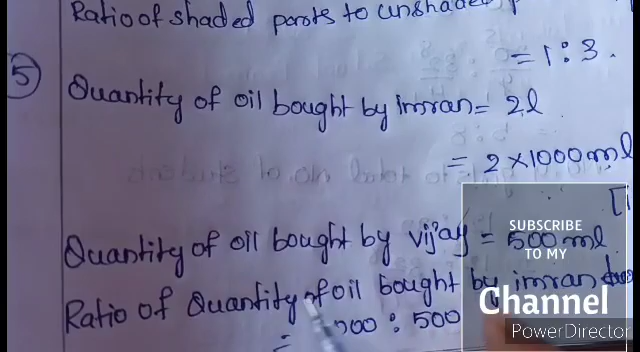 Ratio of shaded parts to unshaded
= 1 : 3.
5
Quantity of oil bought by imran = 2l
= 2 × 1000 ml
Quantity of oil bought by vijay = 500 ml
Ratio of Quantity of oil bought by imran
= 000 : 500
SUBSCRIBE
TO MY
Channel
PowerDirector